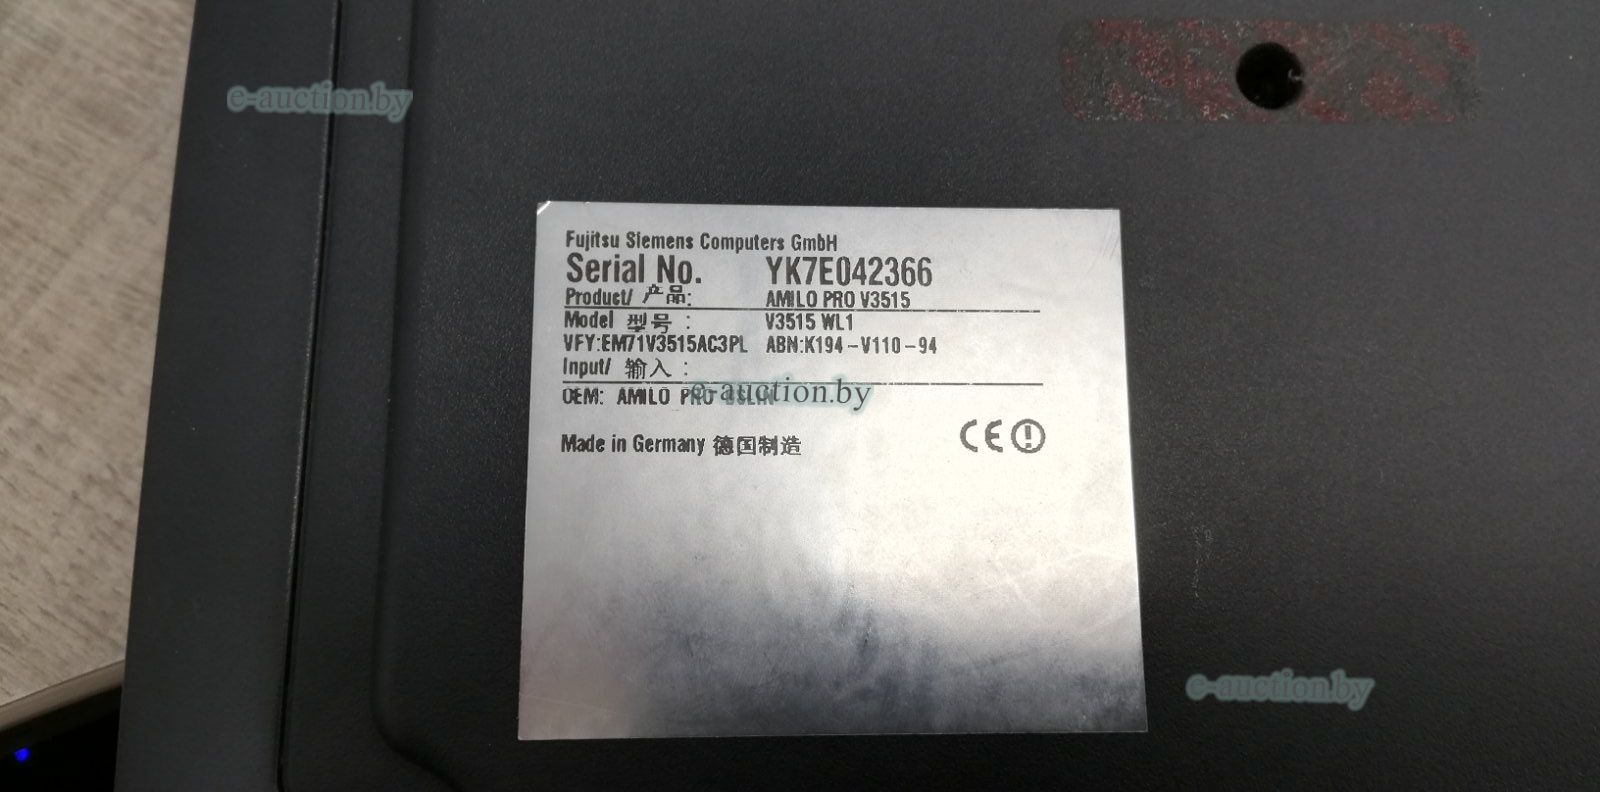 e-auction.by
Fujitsu Siemens Computers GmbH
Serial No. YK7E042366
Product/ 产品: AMILO PRO V3515
Model 型号 : V3515 WL1
VFY:EM71V3515AC3PL ABN:K194-V110-94
Input/ 输入 :
e-auction.by
OEM: AMILO PRO
Made in Germany 德国制造
CE
e-auction.by